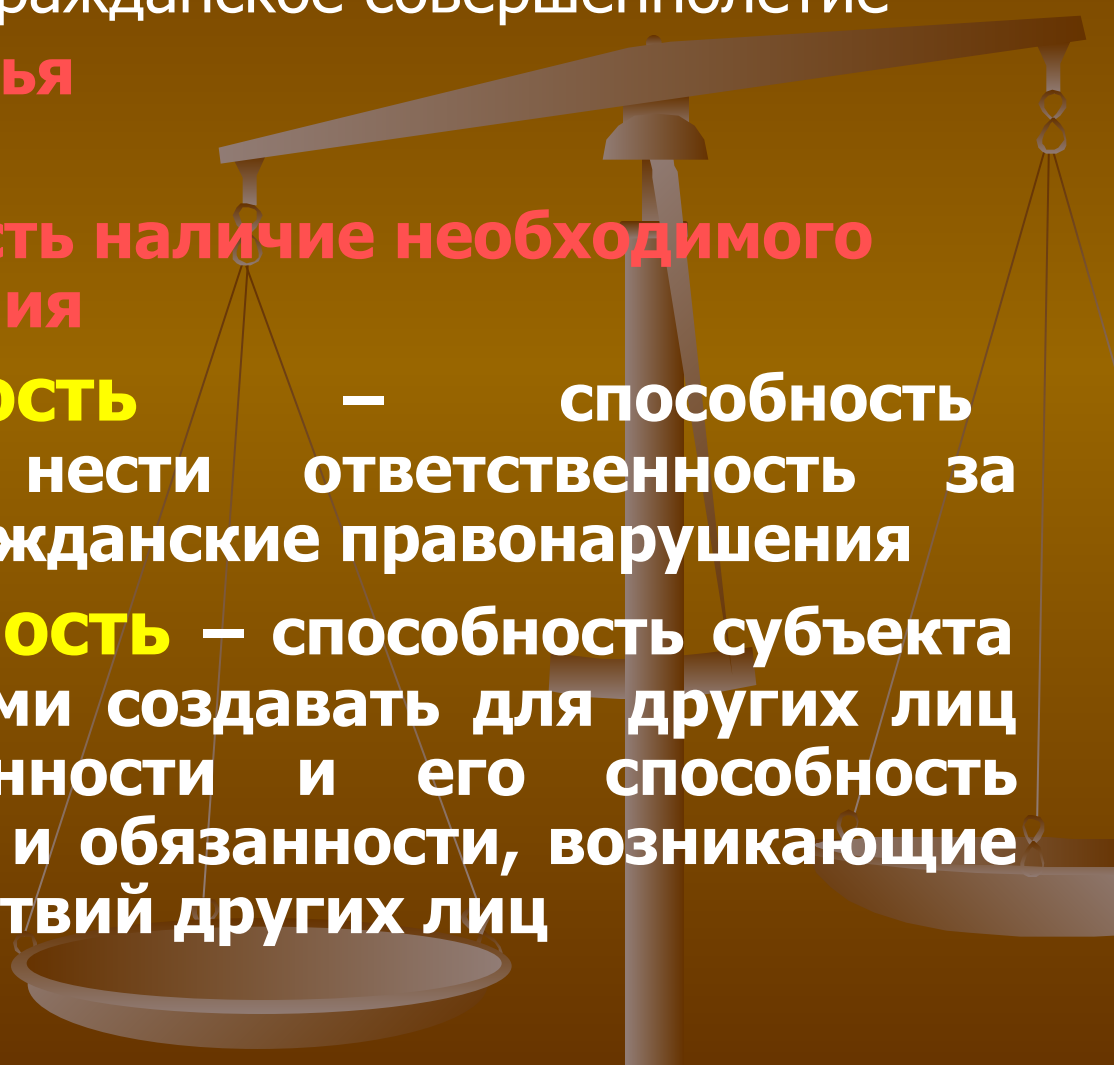 ражданское совершеннолетие
ья
сть наличие необходимого
ия
ость – способность
нести ответственность за
жданские правонарушения
ость – способность субъекта
ми создавать для других лиц
нности и его способность
и обязанности, возникающие
твий других лиц